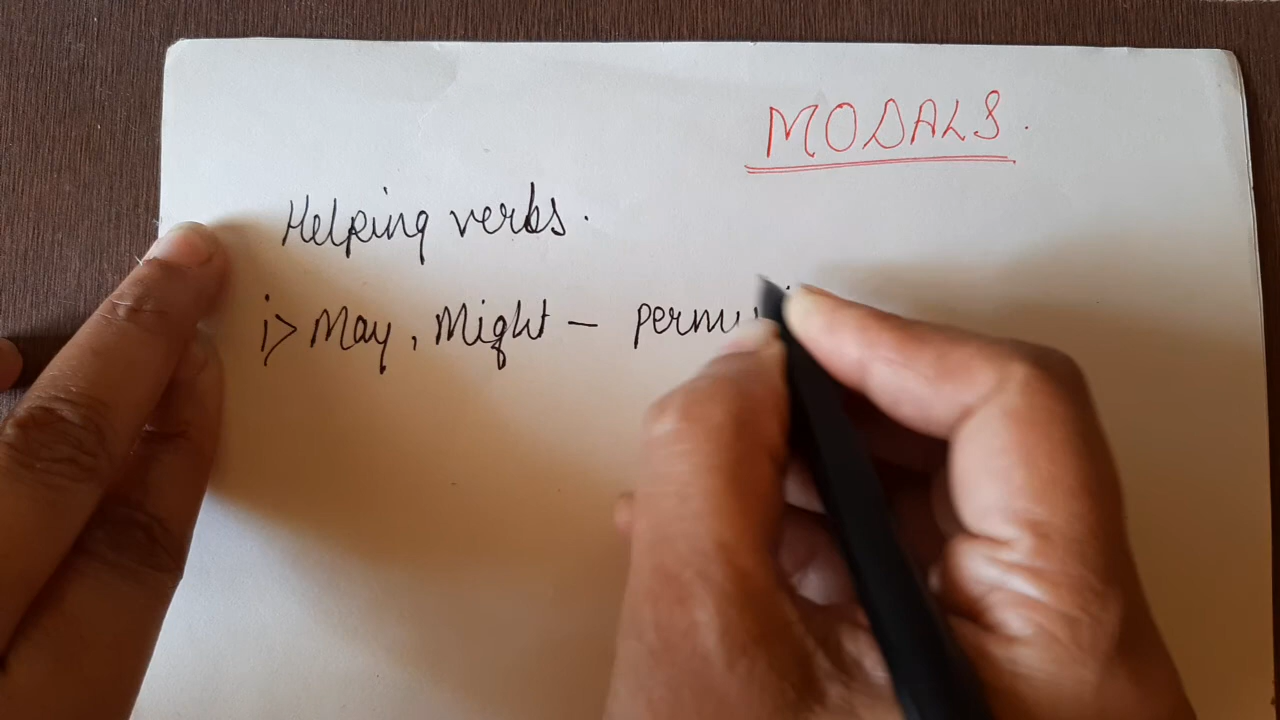 MODALS.
Helping verbs.
i> May, Might –